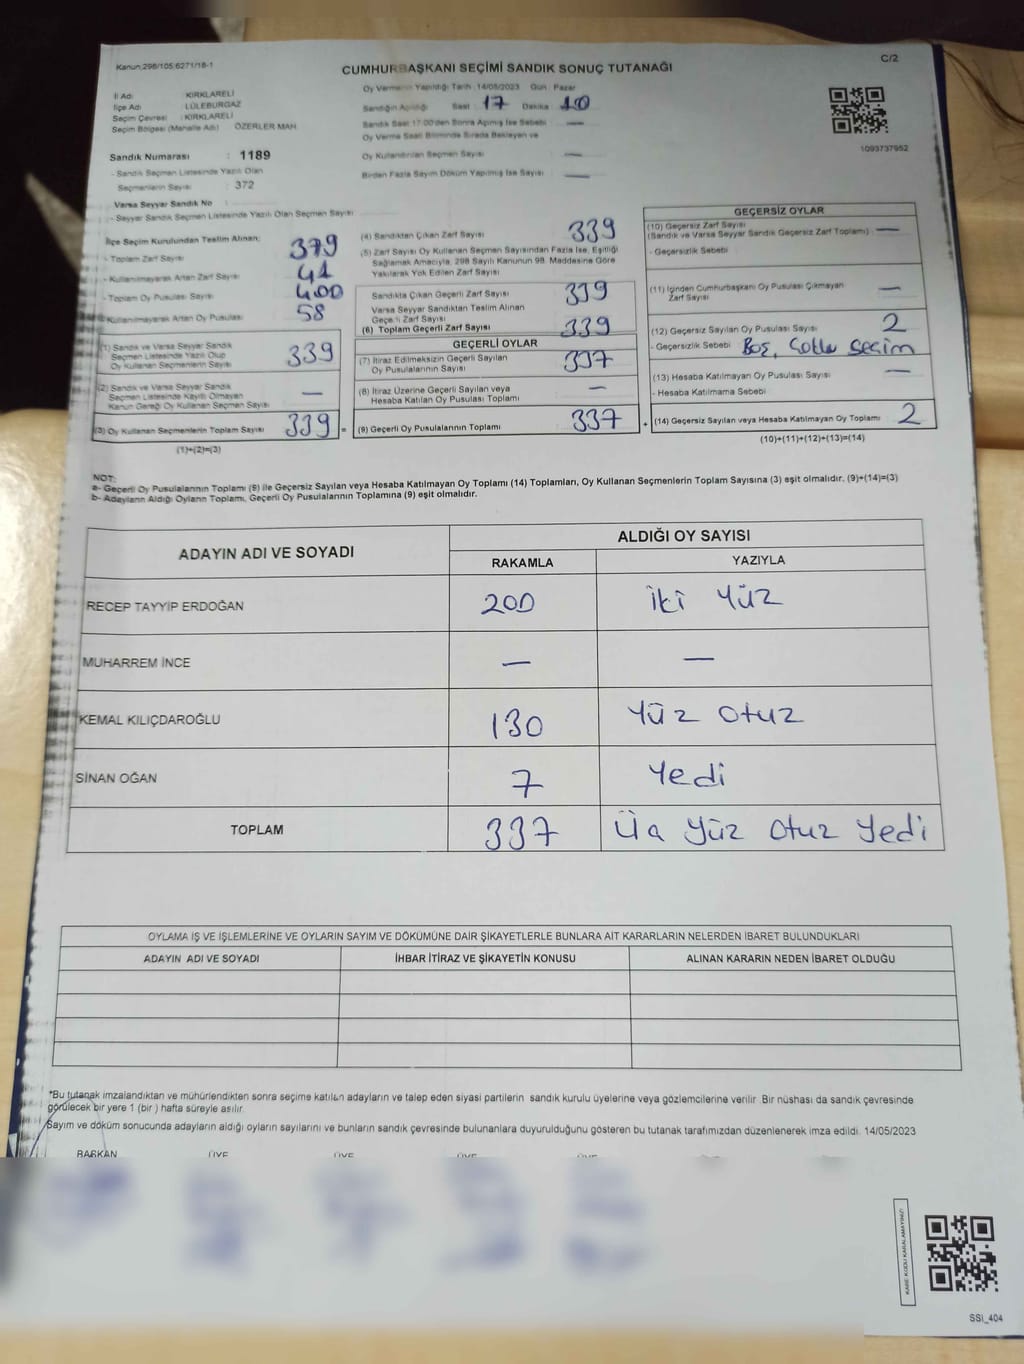 Kanun:298/105,6271/18-1
C/2
CUMHURBAŞKANI SEÇİMİ SANDIK SONUÇ TUTANAĞI
İl Adı : KIRKLARELİ
İlçe Adı : LÜLEBURGAZ
Seçim Çevresi : KIRKLARELİ
Seçim Bölgesi (Mahalle Adı) : ÖZERLER MAH.
Sandık Numarası : 1189
- Sandık Seçmen Listesinde Yazılı Olan
Seçmenlerin Sayısı : 372
Varsa Seyyar Sandık No :
- Seyyar Sandık Seçmen Listesinde Yazılı Olan Seçmen Sayısı
Oy Vermenin Yapıldığı Tarih :14/05/2023 Gün : Pazar
Sandığın Açıldığı Saat : 17 Dakika : 10
Sandık Saat 17:00'den Sonra Açılmış İse Sebebi : —
Oy Verme Saati Bitiminde Sırada Bekleyen ve
Oy Kullandırılan Seçmen Sayısı : —
Birden Fazla Sayım Döküm Yapılmış İse Sayısı : —
1093737952
İlçe Seçim Kurulundan Teslim Alınan;
- Toplam Zarf Sayısı : 379
- Kullanılmayarak Artan Zarf Sayısı : 41
- Toplam Oy Pusulası Sayısı : 400
- Kullanılmayarak Artan Oy Pusulası : 58
(1) Sandık ve Varsa Seyyar Sandık
Seçmen Listesinde Yazılı Olup
Oy Kullanan Seçmenlerin Sayısı : 339
(2) Sandık ve Varsa Seyyar Sandık
Seçmen Listesinde Kaydı Olmayan
Kanun Gereği Oy Kullanan Seçmen Sayısı : —
(3) Oy Kullanan Seçmenlerin Toplam Sayısı : 339 =
(1)+(2)=(3)
(4) Sandıktan Çıkan Zarf Sayısı : 339
(5) Zarf Sayısı Oy Kullanan Seçmen Sayısından Fazla İse, Eşitliği
Sağlamak Amacıyla, 298 Sayılı Kanunun 98. Maddesine Göre
Yakılarak Yok Edilen Zarf Sayısı :
Sandıkta Çıkan Geçerli Zarf Sayısı : 339
Varsa Seyyar Sandıktan Teslim Alınan
Geçerli Zarf Sayısı :
(6) Toplam Geçerli Zarf Sayısı : 339
GEÇERLİ OYLAR
(7) İtiraz Edilmeksizin Geçerli Sayılan
Oy Pusulalarının Sayısı : 337
(8) İtiraz Üzerine Geçerli Sayılan veya
Hesaba Katılan Oy Pusulası Toplamı : —
(9) Geçerli Oy Pusulalarının Toplamı : 337 +
GEÇERSİZ OYLAR
(10) Geçersiz Zarf Sayısı
(Sandık ve Varsa Seyyar Sandık Geçersiz Zarf Toplamı) : —
- Geçersizlik Sebebi :
(11) İçinden Cumhurbaşkanı Oy Pusulası Çıkmayan
Zarf Sayısı : —
(12) Geçersiz Sayılan Oy Pusulası Sayısı : 2
- Geçersizlik Sebebi : Boş, Çoklu seçim
(13) Hesaba Katılmayan Oy Pusulası Sayısı : —
- Hesaba Katılmama Sebebi :
(14) Geçersiz Sayılan veya Hesaba Katılmayan Oy Toplamı : 2
(10)+(11)+(12)+(13)=(14)
NOT:
a- Geçerli Oy Pusulalarının Toplamı (9) ile Geçersiz Sayılan veya Hesaba Katılmayan Oy Toplamı (14) Toplamları, Oy Kullanan Seçmenlerin Toplam Sayısına (3) eşit olmalıdır. (9)+(14)=(3)
b- Adayların Aldığı Oyların Toplamı, Geçerli Oy Pusulalarının Toplamına (9) eşit olmalıdır.
ADAYIN ADI VE SOYADI
ALDIĞI OY SAYISI
RAKAMLA YAZIYLA
RECEP TAYYİP ERDOĞAN 200 iki yüz
MUHARREM İNCE — —
KEMAL KILIÇDAROĞLU 130 yüz otuz
SİNAN OĞAN 7 yedi
TOPLAM 337 üç yüz otuz yedi
OYLAMA İŞ VE İŞLEMLERİNE VE OYLARIN SAYIM VE DÖKÜMÜNE DAİR ŞİKAYETLERLE BUNLARA AİT KARARLARIN NELERDEN İBARET BULUNDUKLARI
ADAYIN ADI VE SOYADI İHBAR İTİRAZ VE ŞİKAYETİN KONUSU ALINAN KARARIN NEDEN İBARET OLDUĞU
*Bu tutanak imzalandıktan ve mühürlendikten sonra seçime katılan adayların ve talep eden siyasi partilerin sandık kurulu üyelerine veya gözlemcilerine verilir. Bir nüshası da sandık çevresinde
görülecek bir yere 1 (bir ) hafta süreyle asılır.
Sayım ve döküm sonucunda adayların aldığı oyların sayılarını ve bunların sandık çevresinde bulunanlara duyurulduğunu gösteren bu tutanak tarafımızdan düzenlenerek imza edildi. 14/05/2023
BAŞKAN ÜYE ÜYE ÜYE ÜYE
KARE KODU KARALAMAYINIZ!
SSI_404